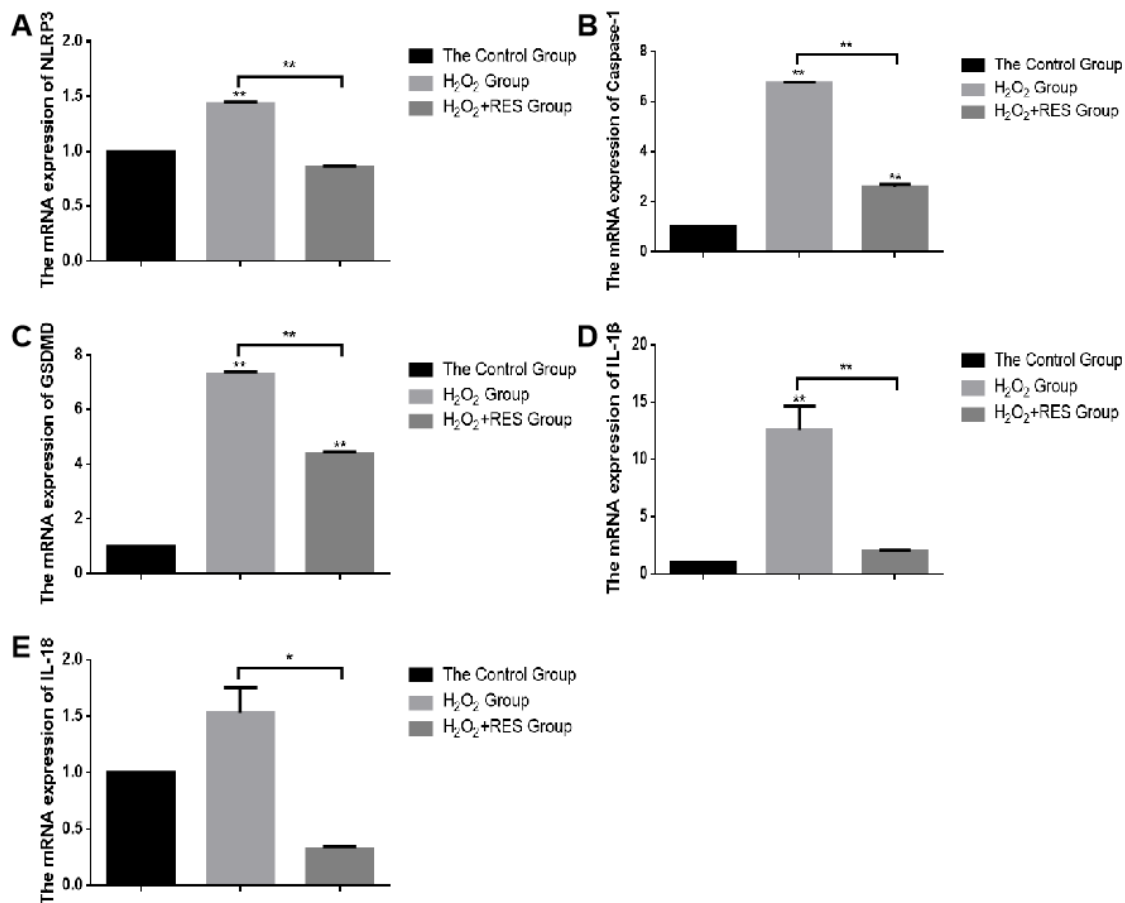 A
The mRNA expression of NLRP3
2.0
1.5
1.0
0.5
0.0
**
**
The Control Group
H₂O₂ Group
H₂O₂+RES Group
B
The mRNA expression of Caspase-1
8
6
4
2
0
**
**
**
The Control Group
H₂O₂ Group
H₂O₂+RES Group
C
The mRNA expression of GSDMD
8
6
4
2
0
**
**
**
The Control Group
H₂O₂ Group
H₂O₂+RES Group
D
The mRNA expression of IL-1β
20
15
10
5
0
**
**
The Control Group
H₂O₂ Group
H₂O₂+RES Group
E
The mRNA expression of IL-18
2.0
1.5
1.0
0.5
0.0
*
The Control Group
H₂O₂ Group
H₂O₂+RES Group